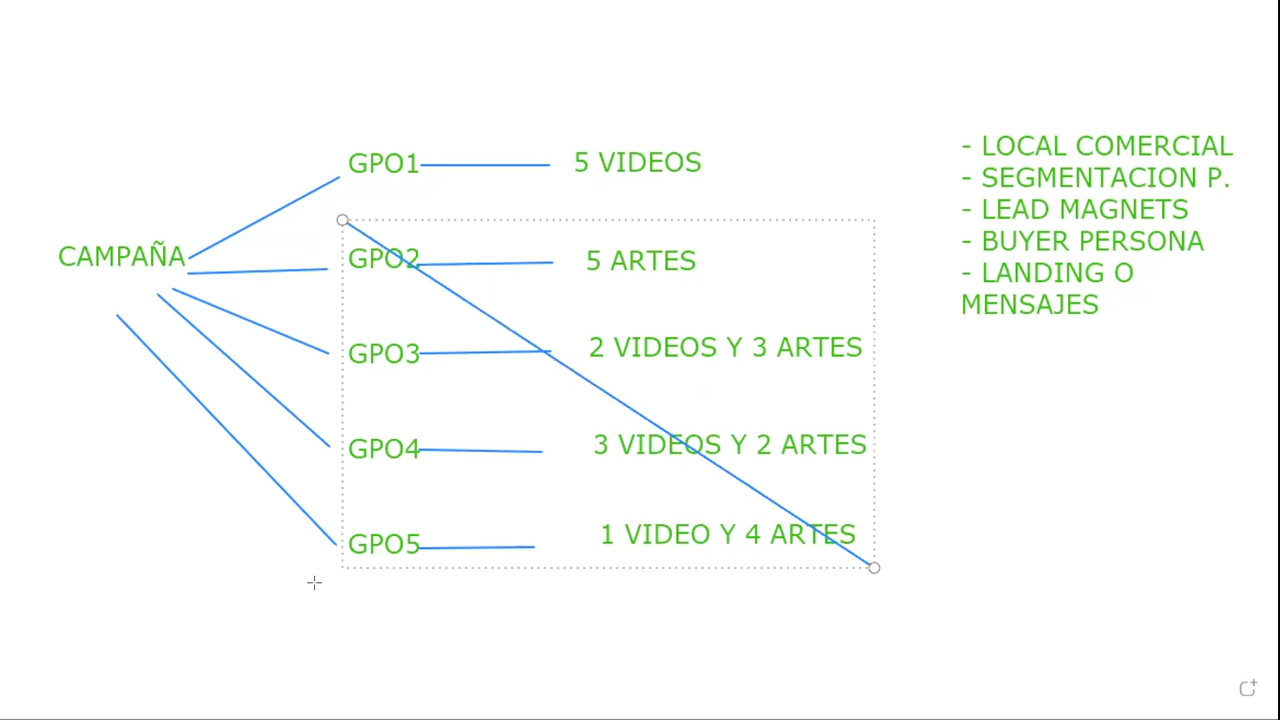 GPO1 5 VIDEOS
CAMPAÑA
GPO2 5 ARTES
GPO3 2 VIDEOS Y 3 ARTES
GPO4 3 VIDEOS Y 2 ARTES
GPO5 1 VIDEO Y 4 ARTES
- LOCAL COMERCIAL
- SEGMENTACION P.
- LEAD MAGNETS
- BUYER PERSONA
- LANDING O
MENSAJES